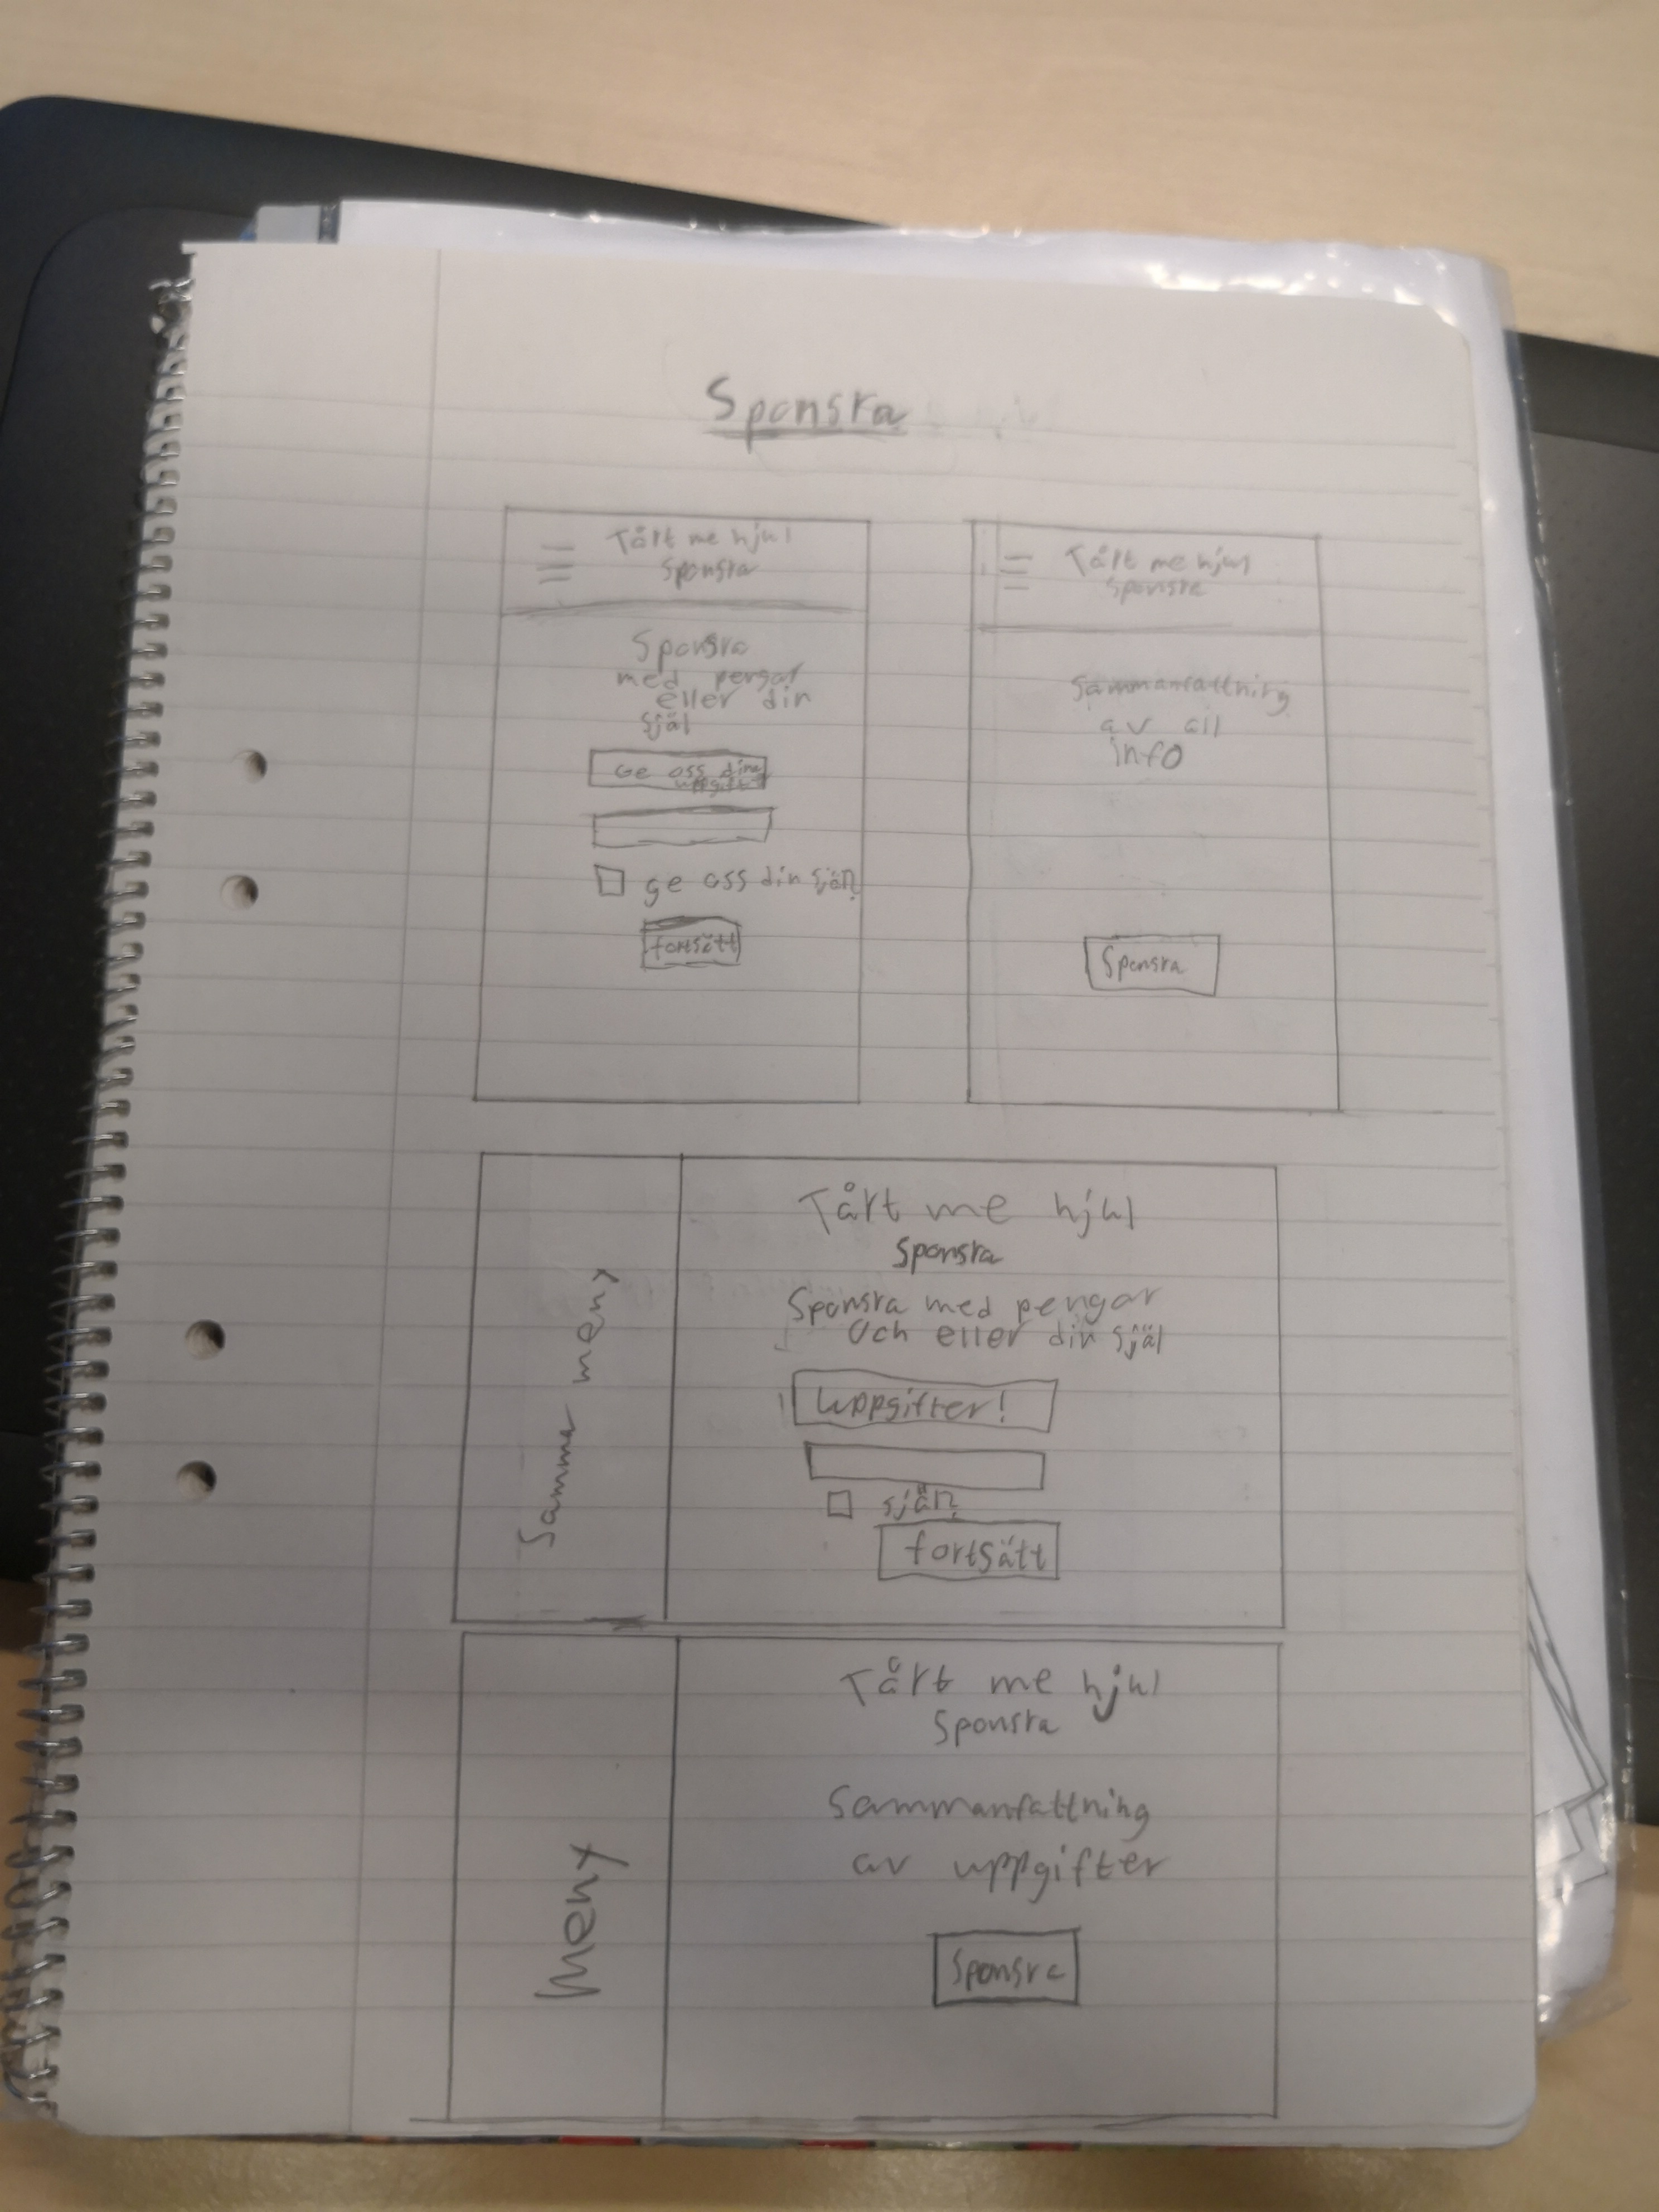 Sponsra
Tårt me hjul
Sponsra
Sponsra
med pengar
eller din
själ
Ge oss dina
uppgifter
ge oss din själ?
fortsätt
Tårt me hjul
Sponsra
Sammanfattning
av all
info
Sponsra
Samma meny
Tårt me hjul
Sponsra
Sponsra med pengar
och eller din själ
uppgifter!
själ?
fortsätt
Meny
Tårt me hjul
Sponsra
Sammanfattning
av uppgifter
Sponsra